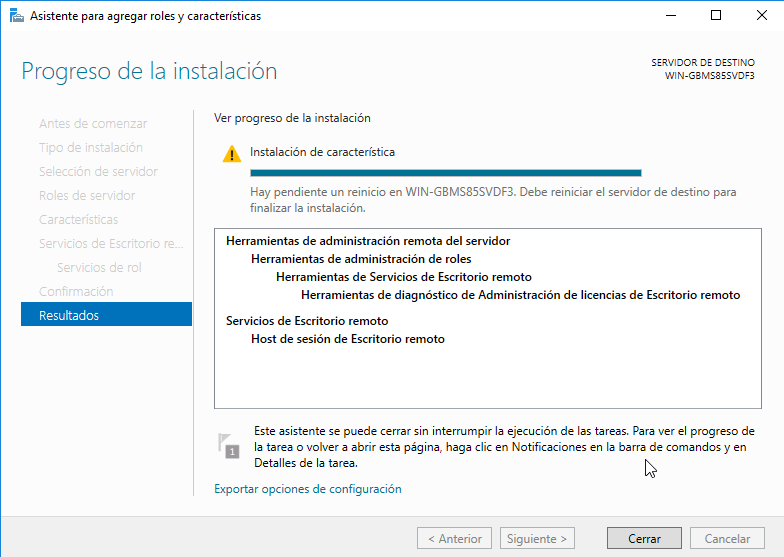 Asistente para agregar roles y características
Progreso de la instalación
SERVIDOR DE DESTINO
WIN-GBMS85SVDF3
Antes de comenzar
Tipo de instalación
Selección de servidor
Roles de servidor
Características
Servicios de Escritorio re...
Servicios de rol
Confirmación
Resultados
Ver progreso de la instalación
Instalación de característica
Hay pendiente un reinicio en WIN-GBMS85SVDF3. Debe reiniciar el servidor de destino para
finalizar la instalación.
Herramientas de administración remota del servidor
Herramientas de administración de roles
Herramientas de Servicios de Escritorio remoto
Herramientas de diagnóstico de Administración de licencias de Escritorio remoto
Servicios de Escritorio remoto
Host de sesión de Escritorio remoto
1
Este asistente se puede cerrar sin interrumpir la ejecución de las tareas. Para ver el progreso de
la tarea o volver a abrir esta página, haga clic en Notificaciones en la barra de comandos y en
Detalles de la tarea.
Exportar opciones de configuración
< Anterior
Siguiente >
Cerrar
Cancelar